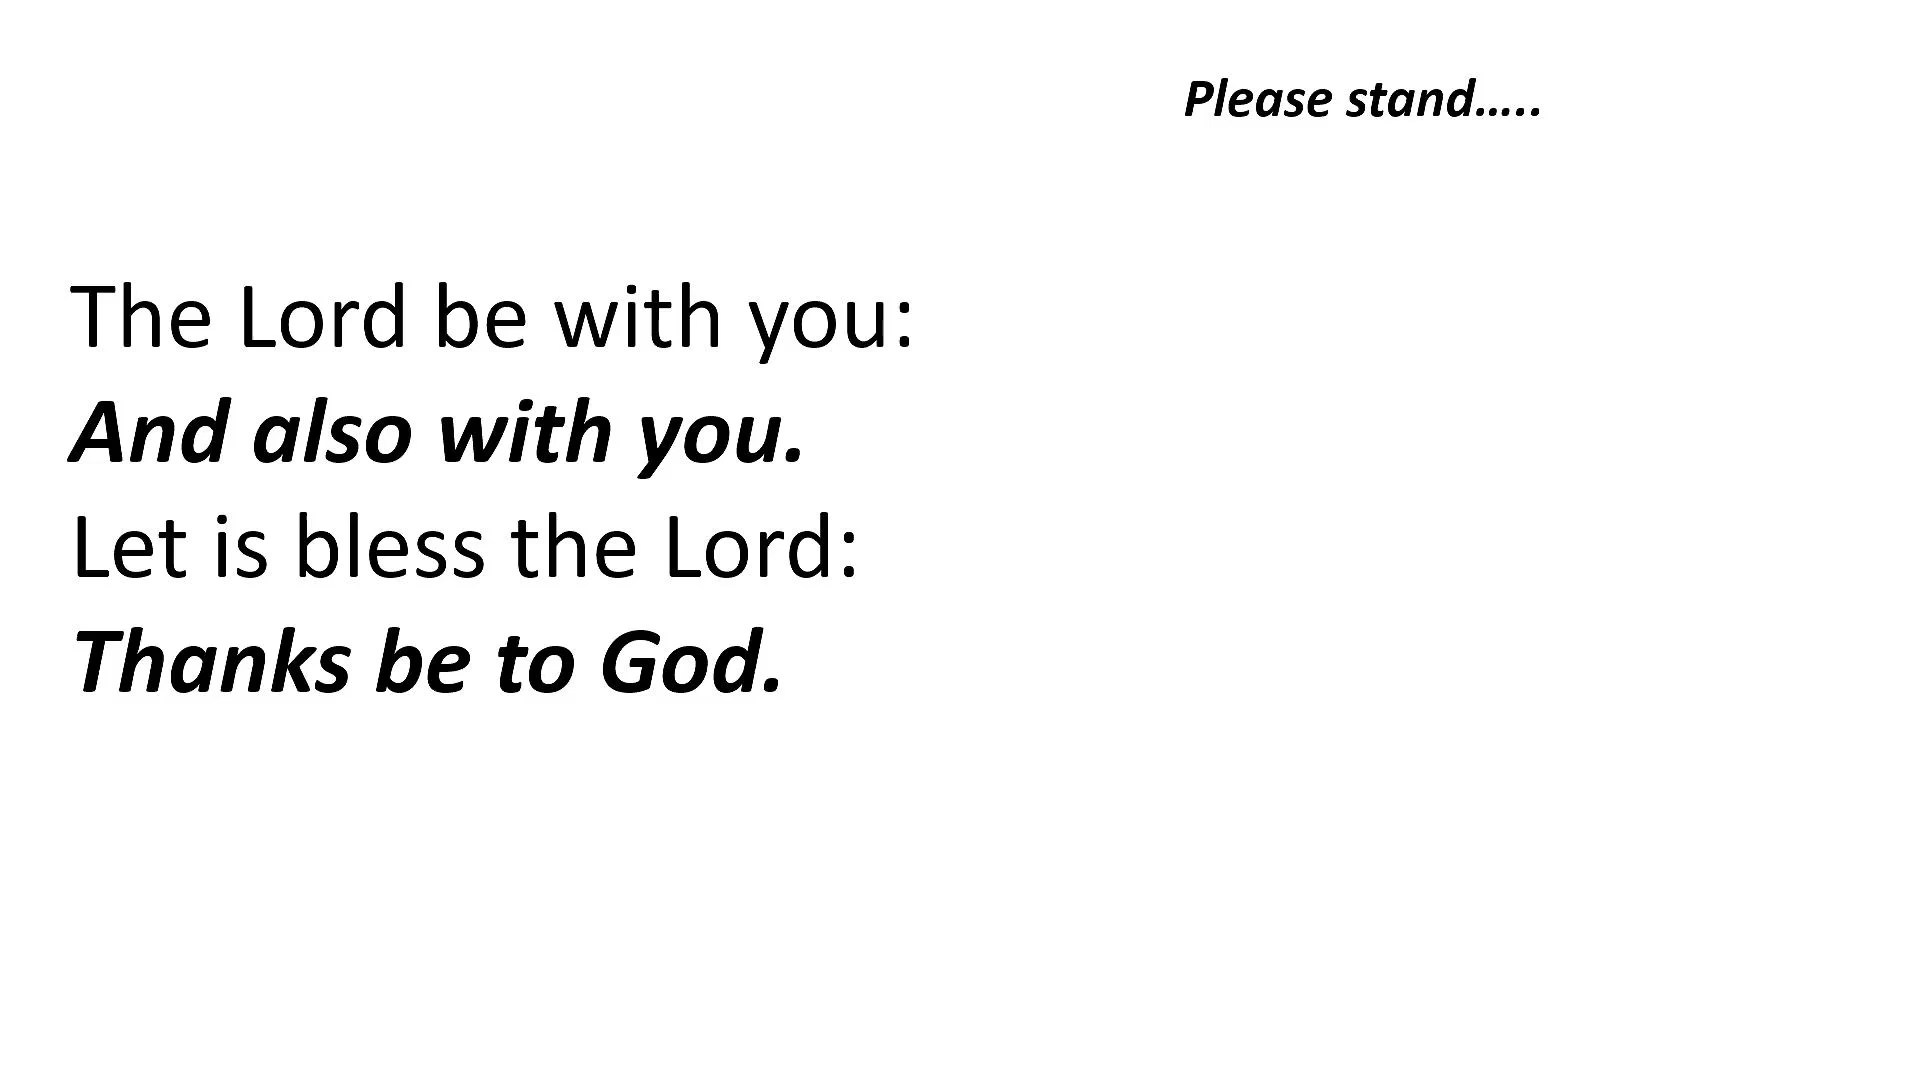 Please stand…..
The Lord be with you:
And also with you.
Let is bless the Lord:
Thanks be to God.